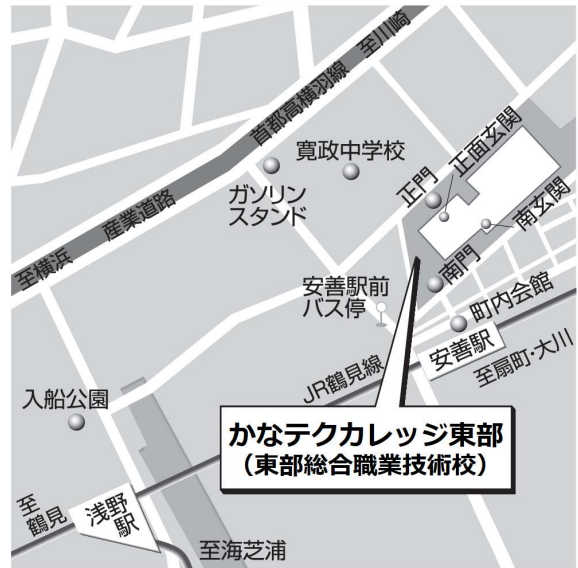 至川崎
首都高横羽線
産業道路
至横浜
寛政中学校
ガソリン
スタンド
正門
正面玄関
南玄関
南門
安善駅前
バス停
町内会館
安善駅
至扇町・大川
JR鶴見線
入船公園
かなテクカレッジ東部
（東部総合職業技術校）
至
鶴見
浅野
駅
至海芝浦